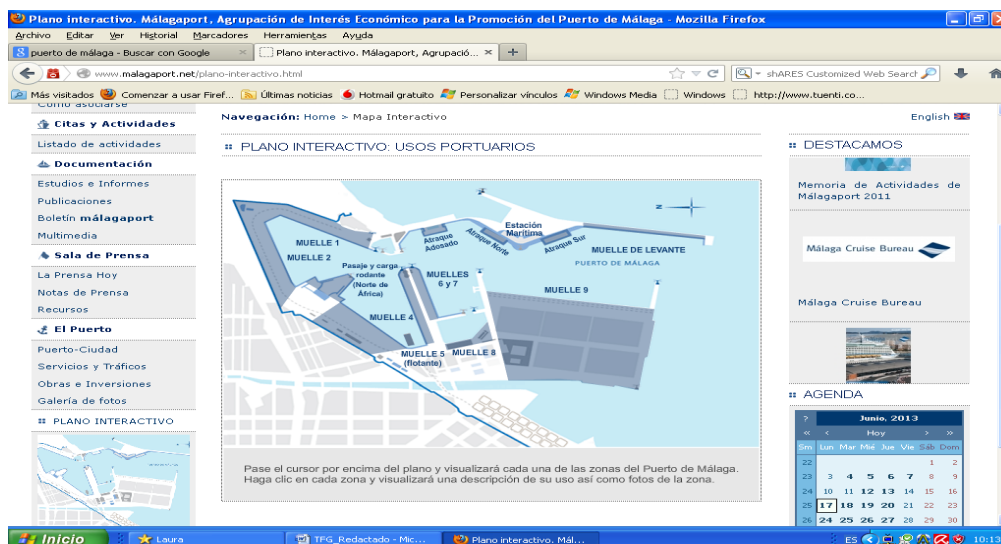 Plano interactivo. Málagaport, Agrupación de Interés Económico para la Promoción del Puerto de Málaga - Mozilla Firefox
Archivo Editar Ver Historial Marcadores Herramientas Ayuda
puerto de málaga - Buscar con Google
Plano interactivo. Málagaport, Agrupació...
www.malagaport.net/plano-interactivo.html
shARES Customized Web Search
Más visitados Comenzar a usar Firef... Últimas noticias Hotmail gratuito Personalizar vínculos Windows Media Windows http://www.tuenti.co...
Cómo asociarse
Citas y Actividades
Listado de actividades
Documentación
Estudios e Informes
Publicaciones
Boletín málagaport
Multimedia
Sala de Prensa
La Prensa Hoy
Notas de Prensa
Recursos
El Puerto
Puerto-Ciudad
Servicios y Tráficos
Obras e Inversiones
Galería de fotos
PLANO INTERACTIVO
Navegación: Home > Mapa Interactivo
English
PLANO INTERACTIVO: USOS PORTUARIOS
MUELLE 1
MUELLE 2
Atraque
Adosado
Atraque Norte
Estación
Marítima
Atraque Sur
MUELLE DE LEVANTE
PUERTO DE MÁLAGA
Pasaje y carga
rodante
(Norte de
África)
MUELLES
6 y 7
MUELLE 9
MUELLE 4
MUELLE 5
(flotante)
MUELLE 8
Pase el cursor por encima del plano y visualizará cada una de las zonas del Puerto de Málaga.
Haga clic en cada zona y visualizará una descripción de su uso así como fotos de la zona.
DESTACAMOS
Memoria de Actividades de
Málagaport 2011
Málaga Cruise Bureau
Málaga Cruise Bureau
AGENDA
? Junio, 2013
« < Hoy > »
Sm Lun Mar Mié Jue Vie Sáb Dom
22 1 2
23 3 4 5 6 7 8 9
24 10 11 12 13 14 15 16
25 17 18 19 20 21 22 23
26 24 25 26 27 28 29 30
Inicio
Laura
TFG_Redactado - Mic...
Plano interactivo. Mál...
ES
10:13